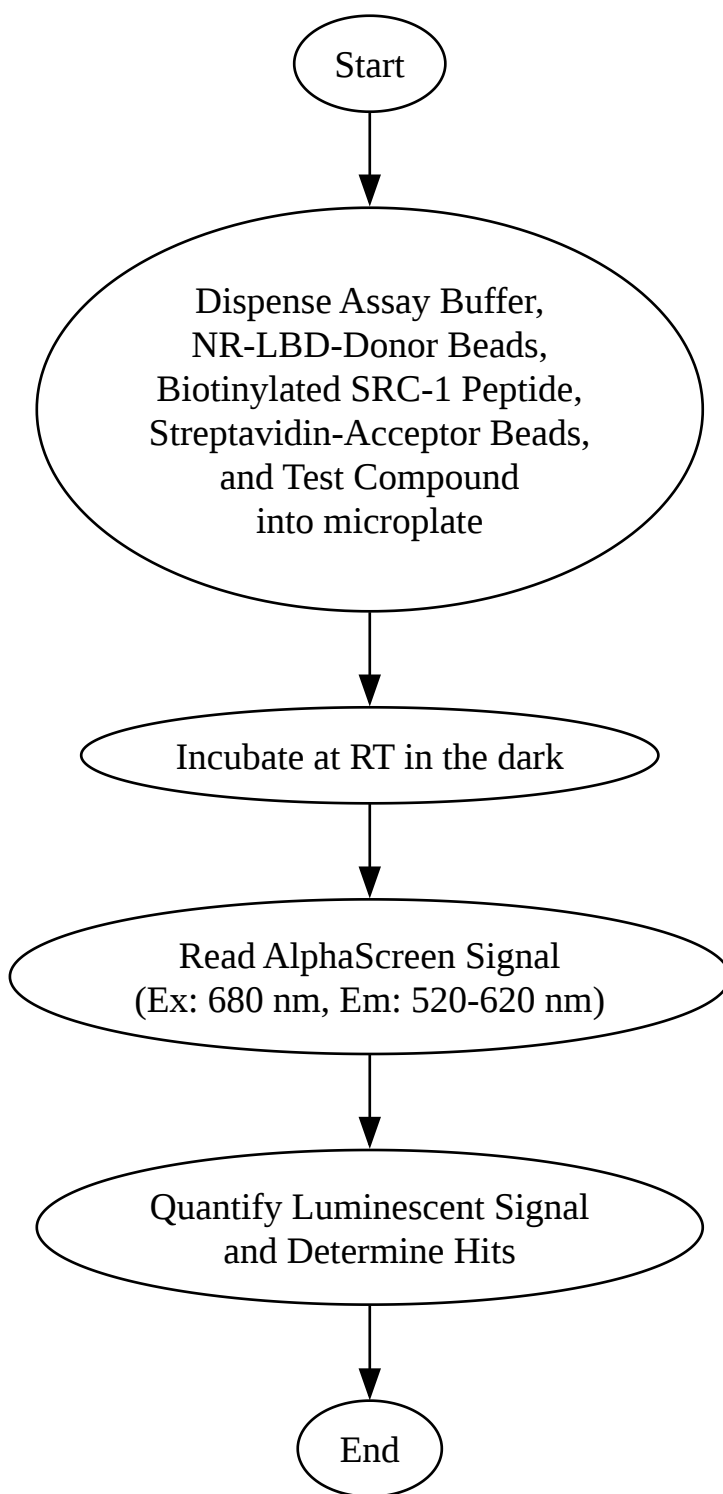 Start
Dispense Assay Buffer,
NR-LBD-Donor Beads,
Biotinylated SRC-1 Peptide,
Streptavidin-Acceptor Beads,
and Test Compound
into microplate
Incubate at RT in the dark
Read AlphaScreen Signal
(Ex: 680 nm, Em: 520-620 nm)
Quantify Luminescent Signal
and Determine Hits
End